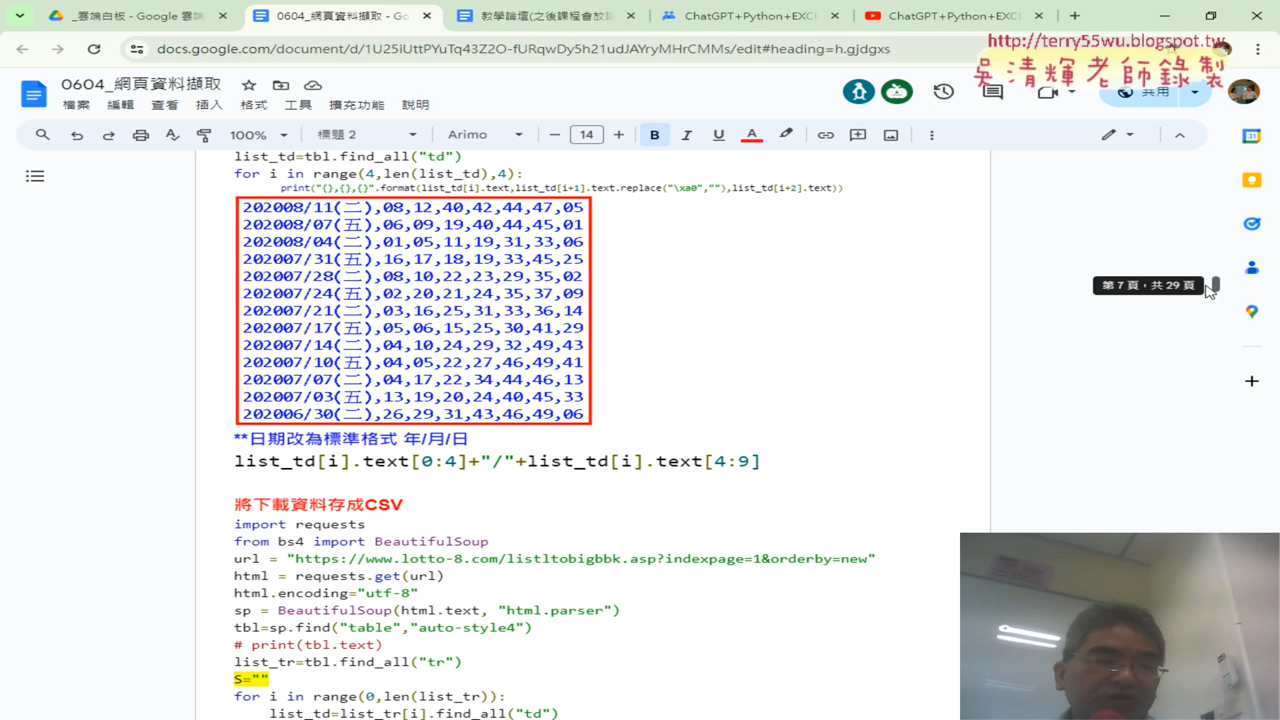 _雲端白板 - Google 雲端
0604_網頁資料擷取 - Go
教學論壇(之後課程會放
ChatGPT+Python+EXC
ChatGPT+Python+EXC
docs.google.com/document/d/1U25iUttPYuTq43Z2O-fURqwDy5h21udJAYryMHrCMMs/edit#heading=h.gjdgxs
http://terry55wu.blogspot.tw
吳清輝老師錄製
0604_網頁資料擷取
共用
檔案 編輯 查看 插入 格式 工具 擴充功能 說明
100% 標題 2 Arimo 14 B I U A
list_td=tbl.find_all("td")
for i in range(4,len(list_td),4):
print("{},{},{}".format(list_td[i].text,list_td[i+1].text.replace("\xa0",""),list_td[i+2].text))
202008/11(二),08,12,40,42,44,47,05
202008/07(五),06,09,19,40,44,45,01
202008/04(二),01,05,11,19,31,33,06
202007/31(五),16,17,18,19,33,45,25
202007/28(二),08,10,22,23,29,35,02
202007/24(五),02,20,21,24,35,37,09
202007/21(二),03,16,25,31,33,36,14
202007/17(五),05,06,15,25,30,41,29
202007/14(二),04,10,24,29,32,49,43
202007/10(五),04,05,22,27,46,49,41
202007/07(二),04,17,22,34,44,46,13
202007/03(五),13,19,20,24,40,45,33
202006/30(二),26,29,31,43,46,49,06
第 7 頁，共 29 頁
**日期改為標準格式 年/月/日
list_td[i].text[0:4]+"/"+list_td[i].text[4:9]
將下載資料存成CSV
import requests
from bs4 import BeautifulSoup
url = "https://www.lotto-8.com/listltobigbbk.asp?indexpage=1&orderby=new"
html = requests.get(url)
html.encoding="utf-8"
sp = BeautifulSoup(html.text, "html.parser")
tbl=sp.find("table","auto-style4")
# print(tbl.text)
list_tr=tbl.find_all("tr")
S=""
for i in range(0,len(list_tr)):
list_td=list_tr[i].find_all("td")